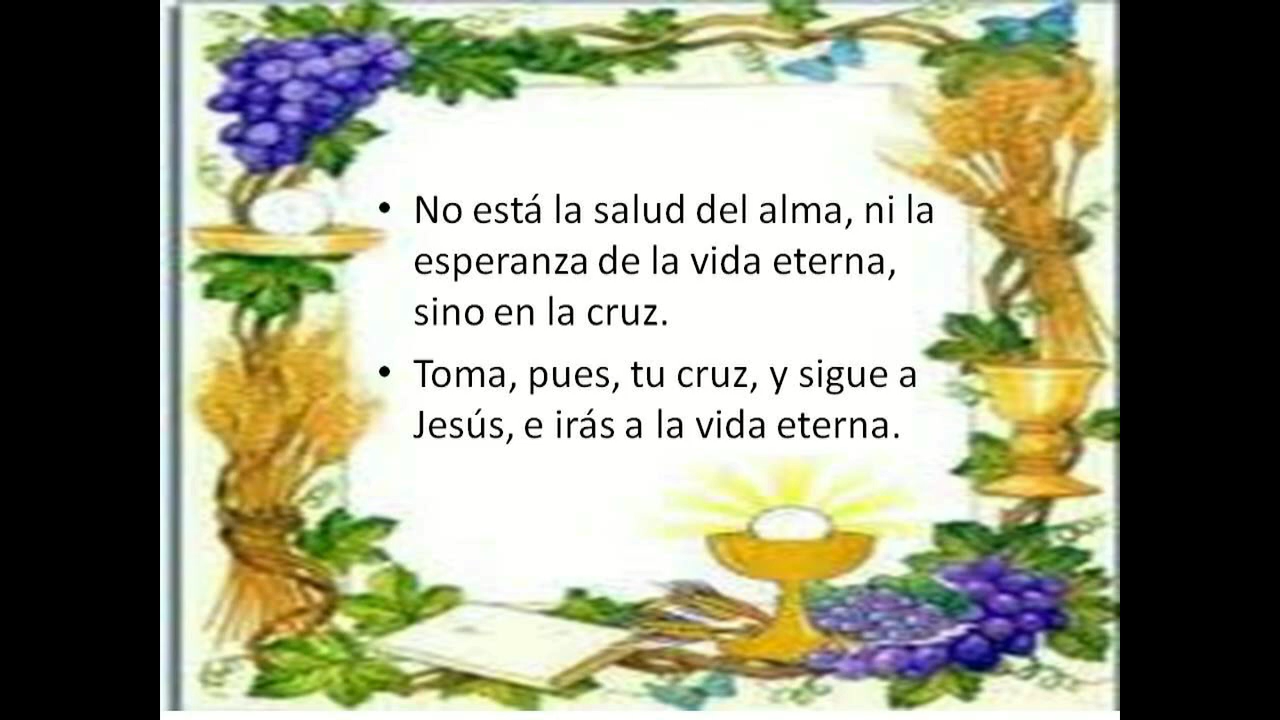 • No está la salud del alma, ni la
esperanza de la vida eterna,
sino en la cruz.
• Toma, pues, tu cruz, y sigue a
Jesús, e irás a la vida eterna.